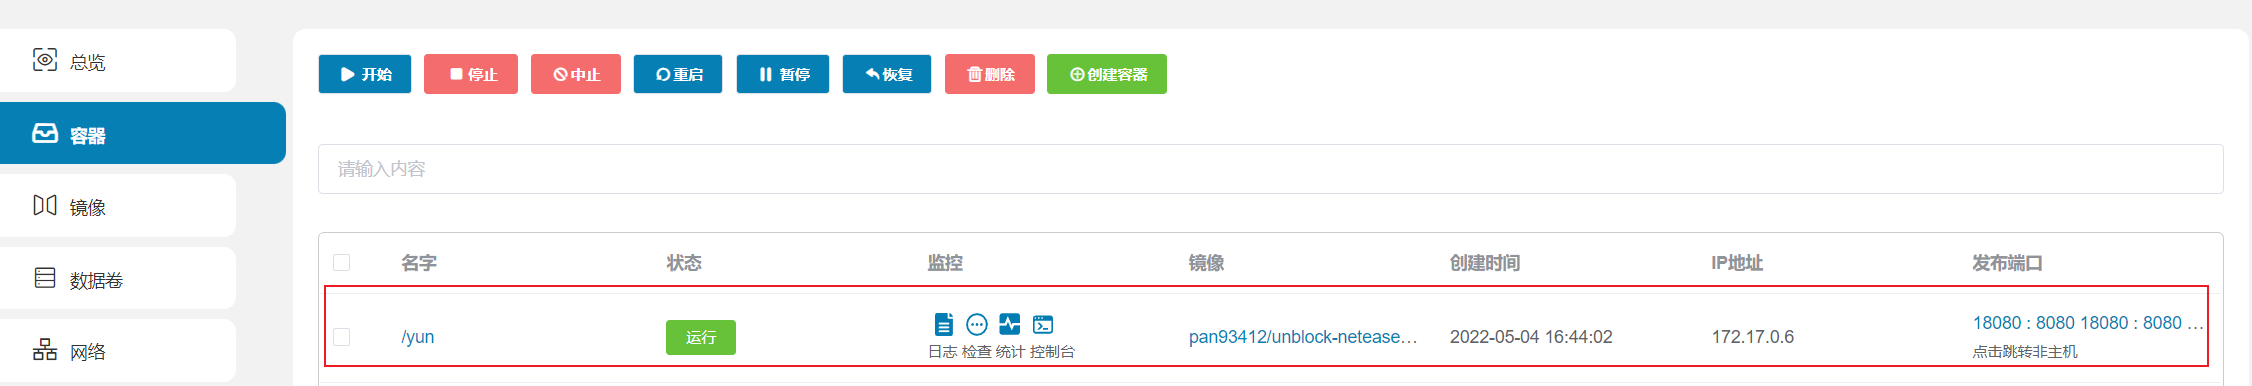 总览
容器
镜像
数据卷
网络
开始 停止 中止 重启 暂停 恢复 删除 创建容器
请输入内容
名字 状态 监控 镜像 创建时间 IP地址 发布端口
/yun 运行 日志 检查 统计 控制台 pan93412/unblock-netease… 2022-05-04 16:44:02 172.17.0.6 18080 : 8080 18080 : 8080 …
点击跳转非主机